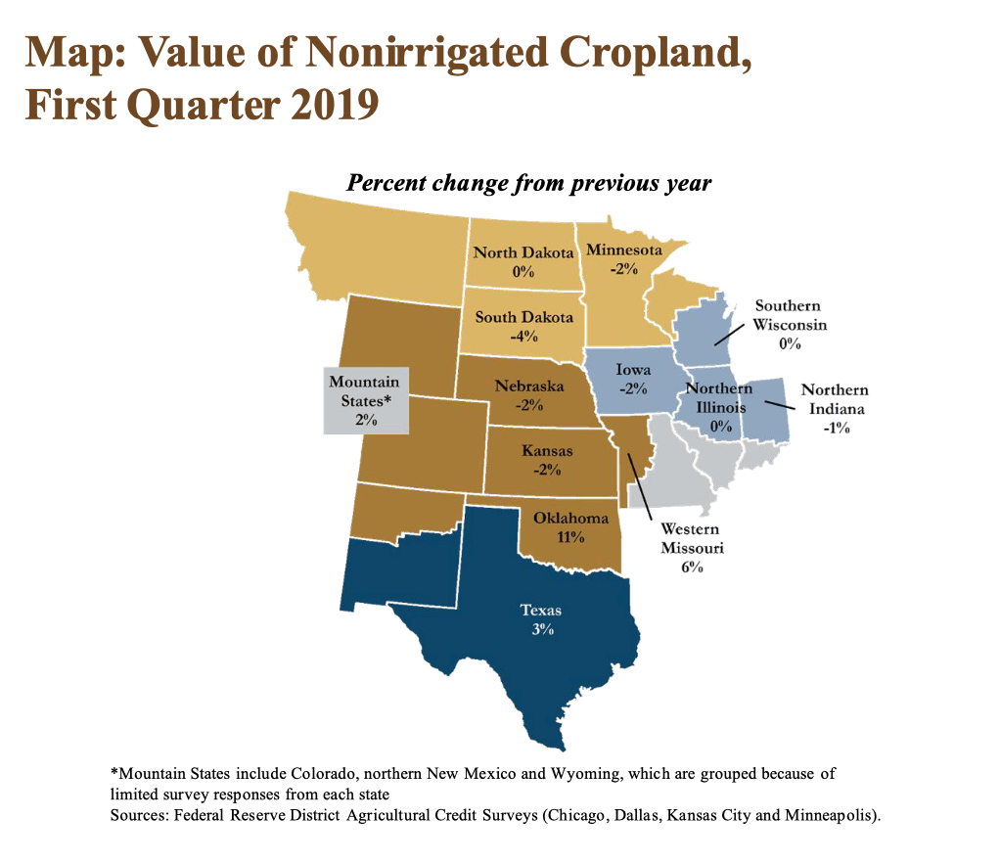 Map: Value of Nonirrigated Cropland,
First Quarter 2019
Percent change from previous year
North Dakota
0%
Minnesota
-2%
South Dakota
-4%
Southern
Wisconsin
0%
Mountain
States*
2%
Nebraska
-2%
Iowa
-2%
Northern
Illinois
0%
Northern
Indiana
-1%
Kansas
-2%
Oklahoma
11%
Western
Missouri
6%
Texas
3%
*Mountain States include Colorado, northern New Mexico and Wyoming, which are grouped because of
limited survey responses from each state
Sources: Federal Reserve District Agricultural Credit Surveys (Chicago, Dallas, Kansas City and Minneapolis).